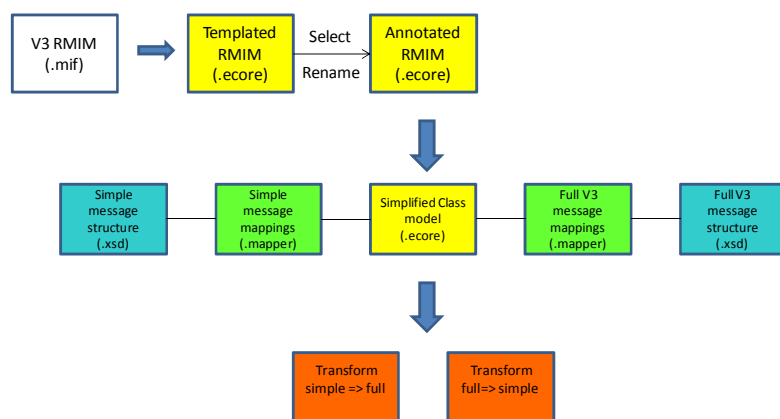 V3 RMIM
(.mif)
Templated
RMIM
(.ecore)
Select
Rename
Annotated
RMIM
(.ecore)
Simple
message
structure
(.xsd)
Simple
message
mappings
(.mapper)
Simplified Class
model
(.ecore)
Full V3
message
mappings
(.mapper)
Full V3
message
structure
(.xsd)
Transform
simple => full
Transform
full=> simple